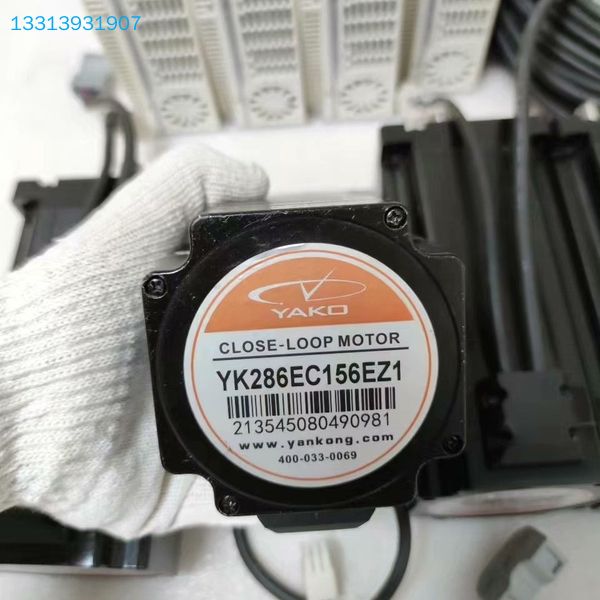 13313931907
YAKO
CLOSE-LOOP MOTOR
YK286EC156EZ1
213545080490981
www.yankong.com
400-033-0069